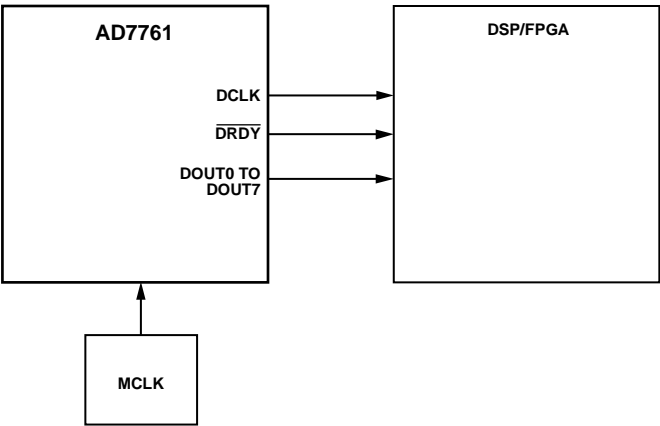 AD7761
DSP/FPGA
DCLK
DRDY
DOUT0 TO
DOUT7
MCLK